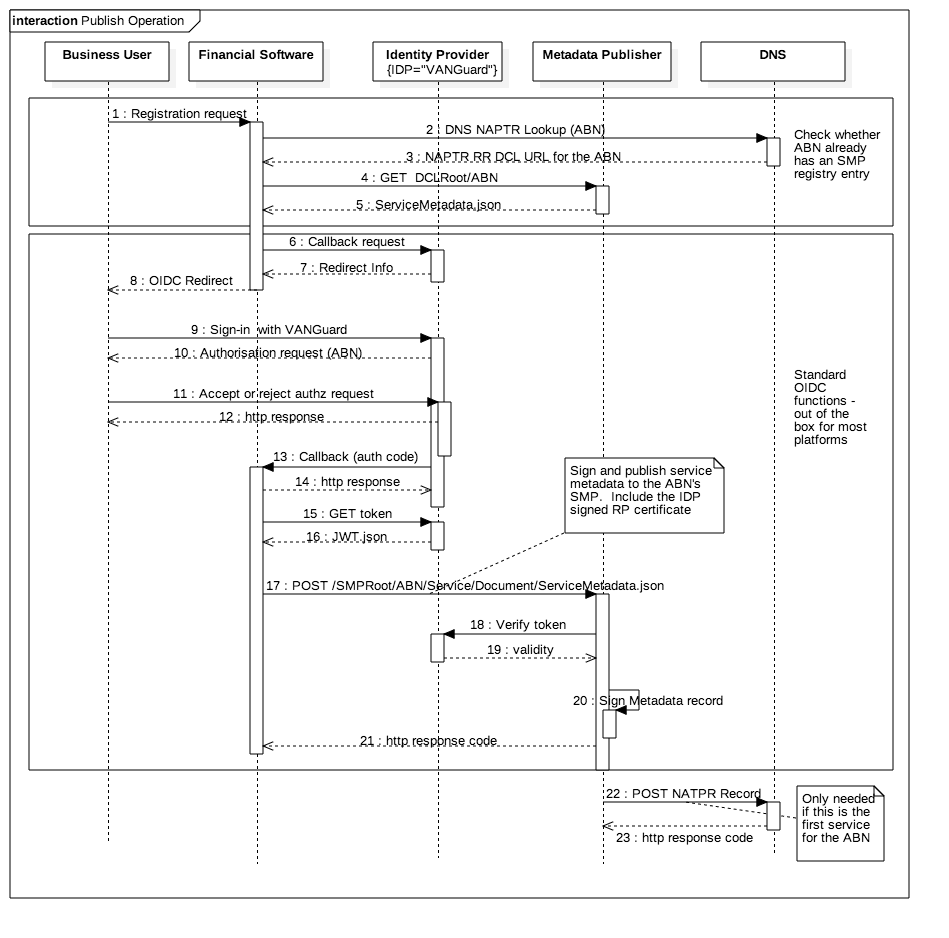 interaction Publish Operation
Business User
Financial Software
Identity Provider
{IDP="VANGuard"}
Metadata Publisher
DNS
1 : Registration request
2 : DNS NAPTR Lookup (ABN)
3 : NAPTR RR DCL URL for the ABN
Check whether
ABN already
has an SMP
registry entry
4 : GET  DCLRoot/ABN
5 : ServiceMetadata.json
6 : Callback request
7 : Redirect Info
8 : OIDC Redirect
9 : Sign-in  with VANGuard
10 : Authorisation request (ABN)
11 : Accept or reject authz request
12 : http response
Standard
OIDC
functions -
out of the
box for most
platforms
13 : Callback (auth code)
14 : http response
Sign and publish service
metadata to the ABN's
SMP.  Include the IDP
signed RP certificate
15 : GET token
16 : JWT.json
17 : POST /SMPRoot/ABN/Service/Document/ServiceMetadata.json
18 : Verify token
19 : validity
20 : Sign Metadata record
21 : http response code
22 : POST NATPR Record
23 : http response code
Only needed
if this is the
first service
for the ABN